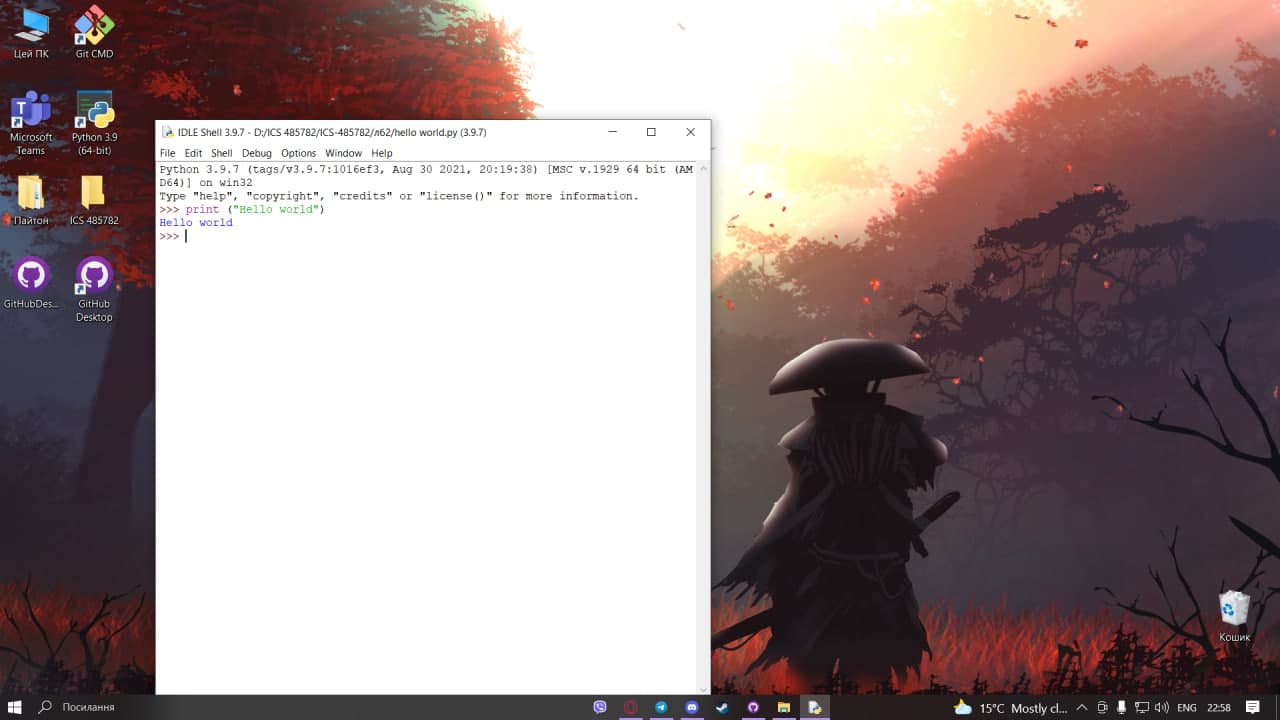 Цей ПК
Git CMD
Microsoft Teams
Python 3.9 (64-bit)
Пайтон
ICS 485782
GitHubDes...
GitHub Desktop
IDLE Shell 3.9.7 - D:/ICS 485782/ICS-485782/лб2/hello world.py (3.9.7)
File Edit Shell Debug Options Window Help
Python 3.9.7 (tags/v3.9.7:1016ef3, Aug 30 2021, 20:19:38) [MSC v.1929 64 bit (AM
D64)] on win32
Type "help", "copyright", "credits" or "license()" for more information.
>>> print ("Hello world")
Hello world
>>>
Кошик
Посилання
15°C Mostly cl...
ENG
22:58